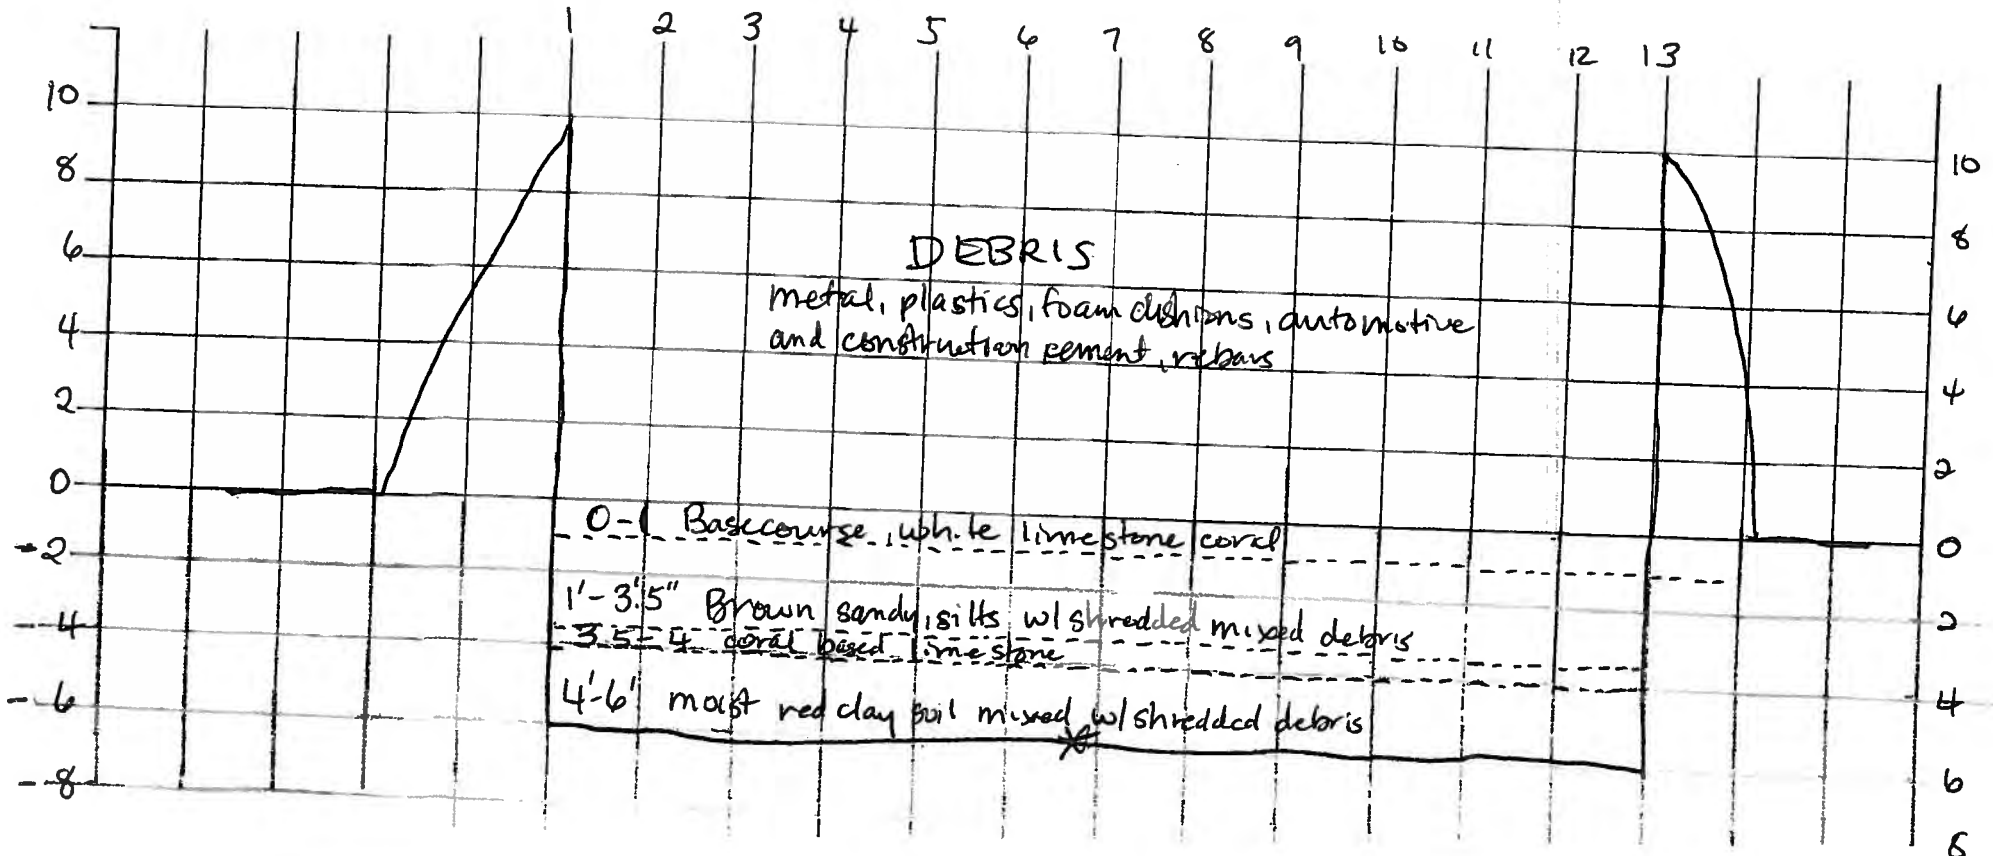 1 2 3 4 5 6 7 8 9 10 11 12 13
10 10
8 8
6 6
4 4
2 2
0 0
DEBRIS
metal, plastics, foam cushions, automotive
and construction cement, rebars
0-1 Basecourse, white limestone coral
-2 2
1'-3'.5" Brown sandy, silts w/ shredded mixed debris
-4 4
3.5-4 coral based limestone
4'-6' moist red clay soil mixed w/ shredded debris
-6 6
-8 8